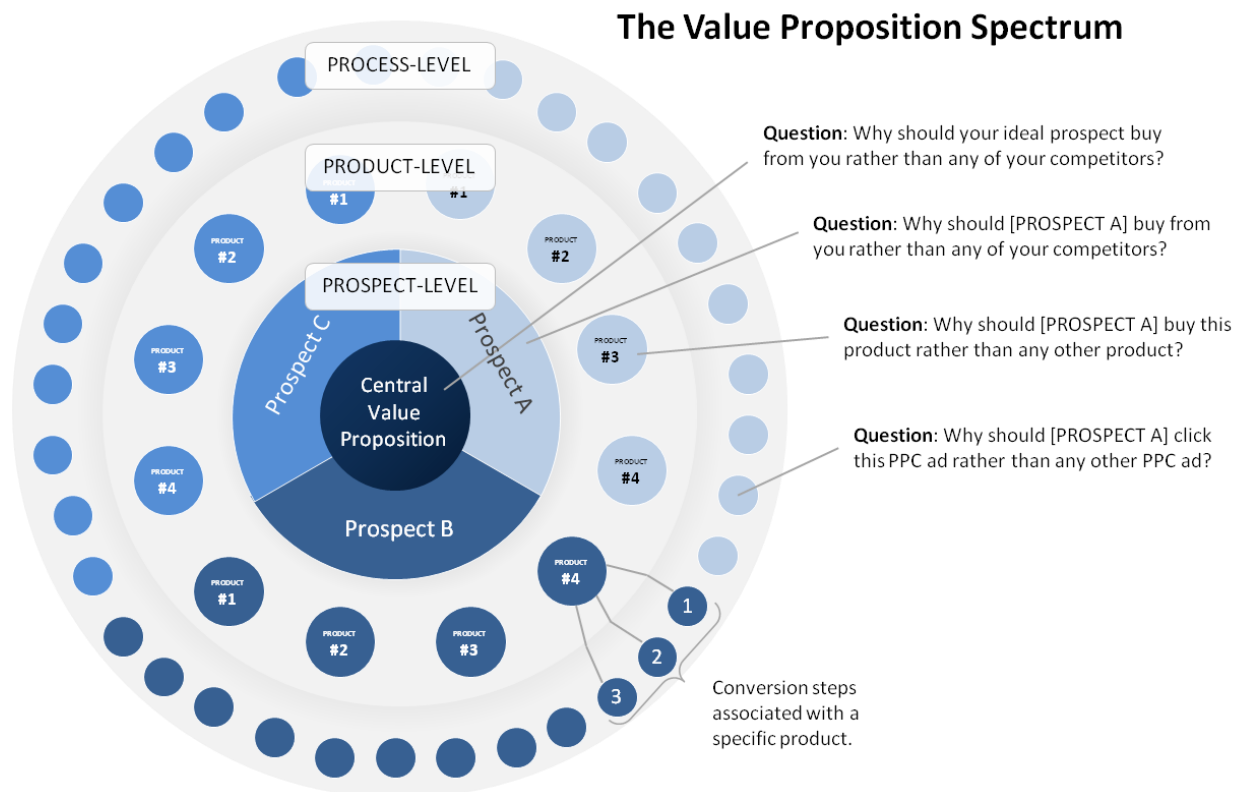 The Value Proposition Spectrum
PROCESS-LEVEL
PRODUCT-LEVEL
PROSPECT-LEVEL
Question: Why should your ideal prospect buy
from you rather than any of your competitors?
Question: Why should [PROSPECT A] buy from
you rather than any of your competitors?
Question: Why should [PROSPECT A] buy this
product rather than any other product?
Question: Why should [PROSPECT A] click
this PPC ad rather than any other PPC ad?
Central
Value
Proposition
Prospect A
Prospect B
Prospect C
#1
PRODUCT
#2
PRODUCT
#3
PRODUCT
#4
PRODUCT
#1
PRODUCT
#2
PRODUCT
#3
PRODUCT
#4
#1
PRODUCT
#2
PRODUCT
#3
PRODUCT
#4
1
2
3
Conversion steps
associated with a
specific product.